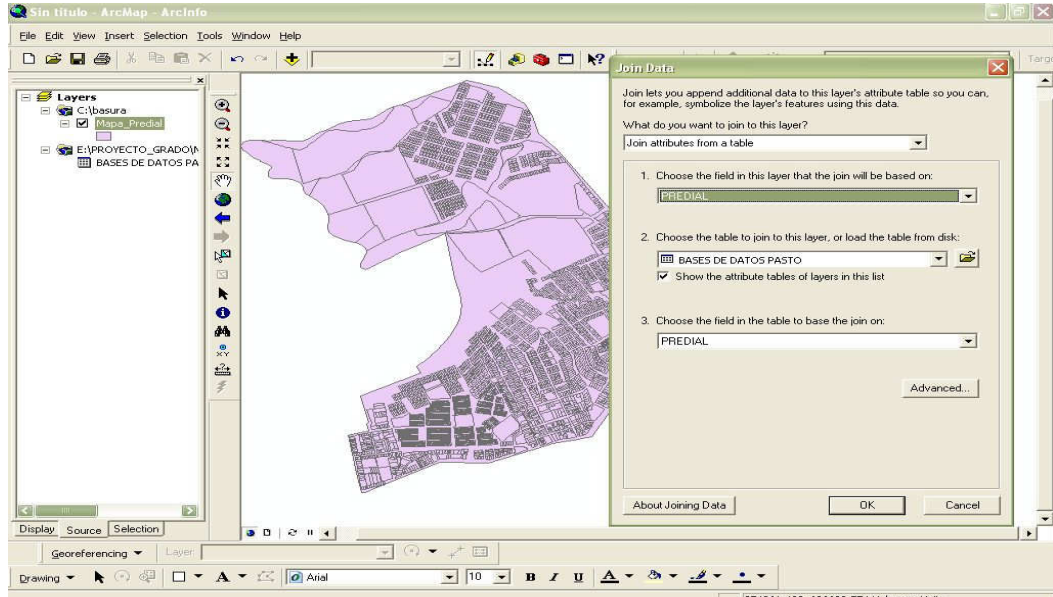 Sin título - ArcMap - ArcInfo
File Edit View Insert Selection Tools Window Help
Layers
C:\basura
Mapa_Predial
E:\PROYECTO_GRADO\
BASES DE DATOS PA
Display Source Selection
Join Data
Join lets you append additional data to this layer's attribute table so you can,
for example, symbolize the layer's features using this data.
What do you want to join to this layer?
Join attributes from a table
1. Choose the field in this layer that the join will be based on:
PREDIAL
2. Choose the table to join to this layer, or load the table from disk:
BASES DE DATOS PASTO
Show the attribute tables of layers in this list
3. Choose the field in the table to base the join on:
PREDIAL
Advanced...
About Joining Data OK Cancel
Targe
Georeferencing Layer:
Drawing A Arial 10 B I U A